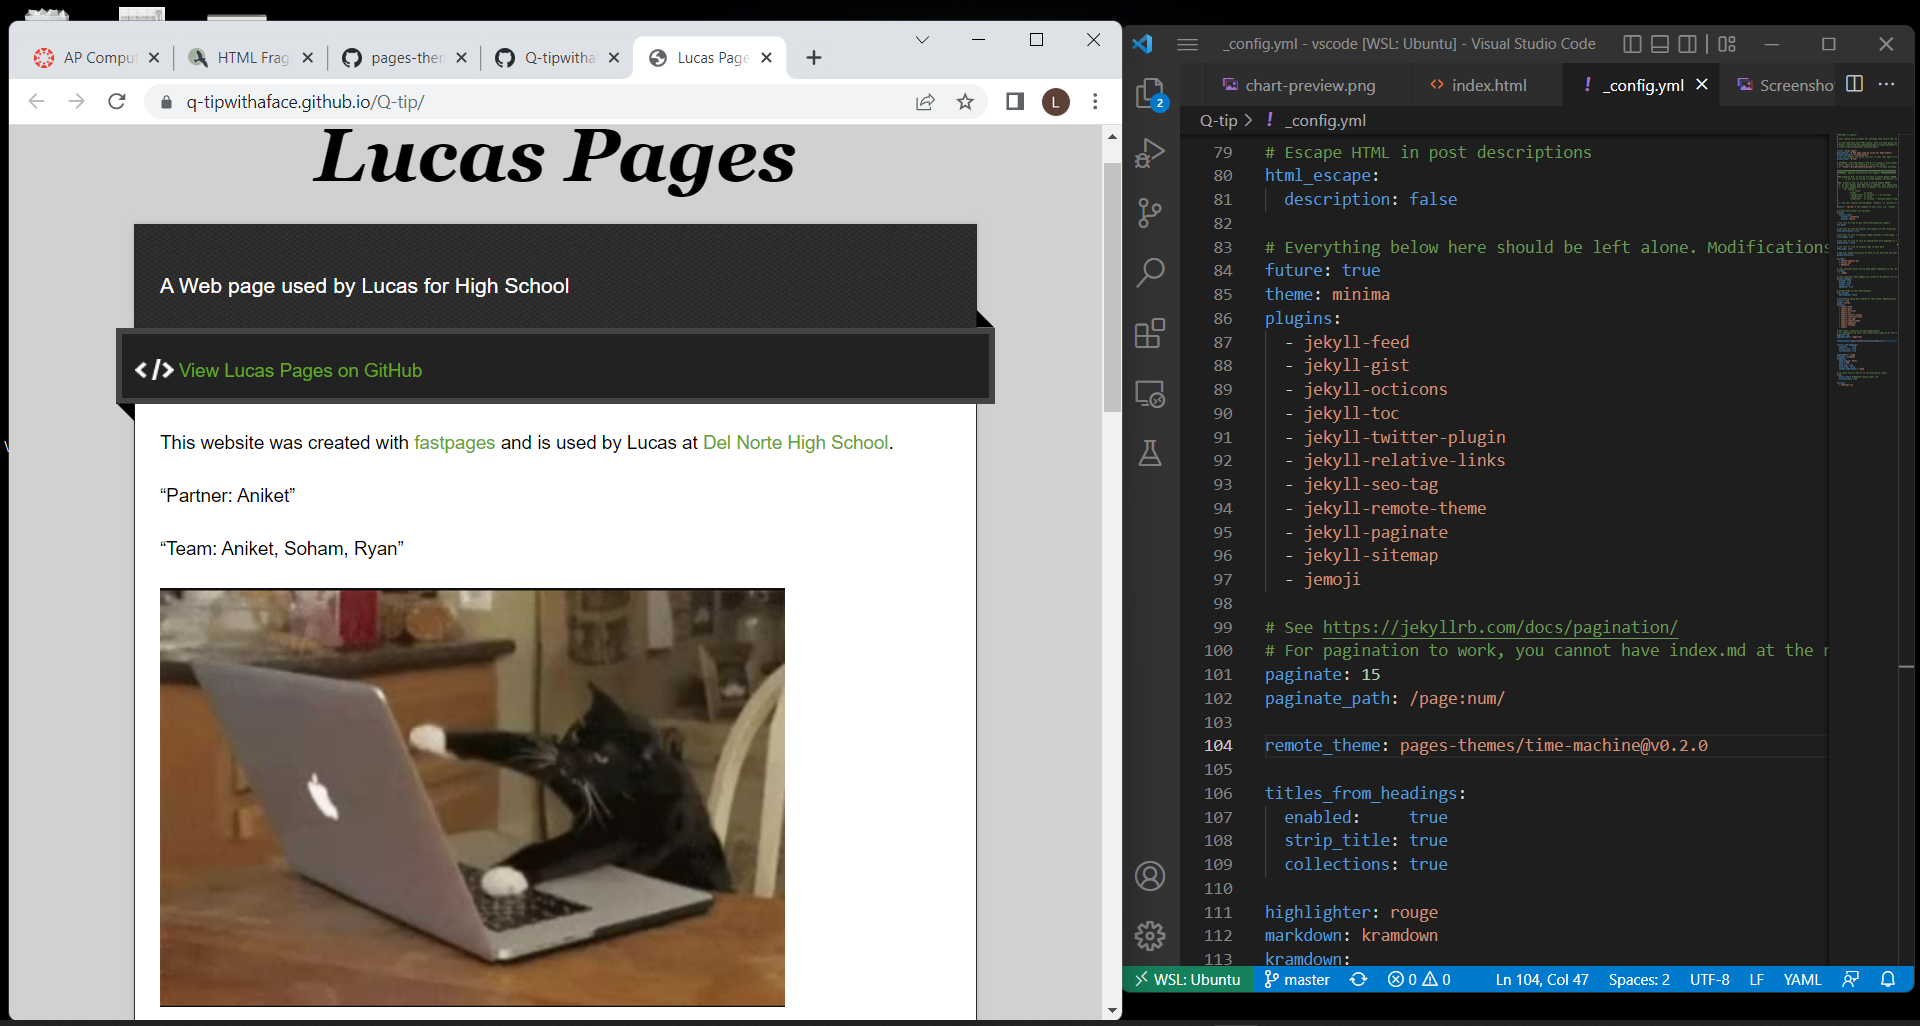 AP Comput
HTML Frag
pages-them
Q-tipwitha
Lucas Page
q-tipwithaface.github.io/Q-tip/
L
Lucas Pages
A Web page used by Lucas for High School
</> View Lucas Pages on GitHub
This website was created with fastpages and is used by Lucas at Del Norte High School.
“Partner: Aniket”
“Team: Aniket, Soham, Ryan”
_config.yml - vscode [WSL: Ubuntu] - Visual Studio Code
2
chart-preview.png
index.html
! _config.yml
Screensho
Q-tip > ! _config.yml
79 # Escape HTML in post descriptions
80 html_escape:
81 description: false
82
83 # Everything below here should be left alone. Modifications
84 future: true
85 theme: minima
86 plugins:
87 - jekyll-feed
88 - jekyll-gist
89 - jekyll-octicons
90 - jekyll-toc
91 - jekyll-twitter-plugin
92 - jekyll-relative-links
93 - jekyll-seo-tag
94 - jekyll-remote-theme
95 - jekyll-paginate
96 - jekyll-sitemap
97 - jemoji
98
99 # See https://jekyllrb.com/docs/pagination/
100 # For pagination to work, you cannot have index.md at the r
101 paginate: 15
102 paginate_path: /page:num/
103
104 remote_theme: pages-themes/time-machine@v0.2.0
105
106 titles_from_headings:
107 enabled: true
108 strip_title: true
109 collections: true
110
111 highlighter: rouge
112 markdown: kramdown
113 kramdown:
WSL: Ubuntu master 0 0 Ln 104, Col 47 Spaces: 2 UTF-8 LF YAML